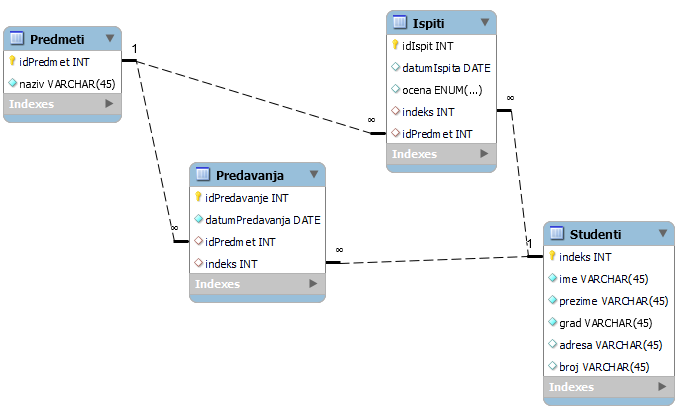 Predmeti
idPredmet INT
naziv VARCHAR(45)
Indexes
1
∞
∞
Ispiti
idIspit INT
datumIspita DATE
ocena ENUM(...)
indeks INT
idPredmet INT
Indexes
∞
Predavanja
idPredavanje INT
datumPredavanja DATE
idPredmet INT
indeks INT
Indexes
∞
1
Studenti
indeks INT
ime VARCHAR(45)
prezime VARCHAR(45)
grad VARCHAR(45)
adresa VARCHAR(45)
broj VARCHAR(45)
Indexes